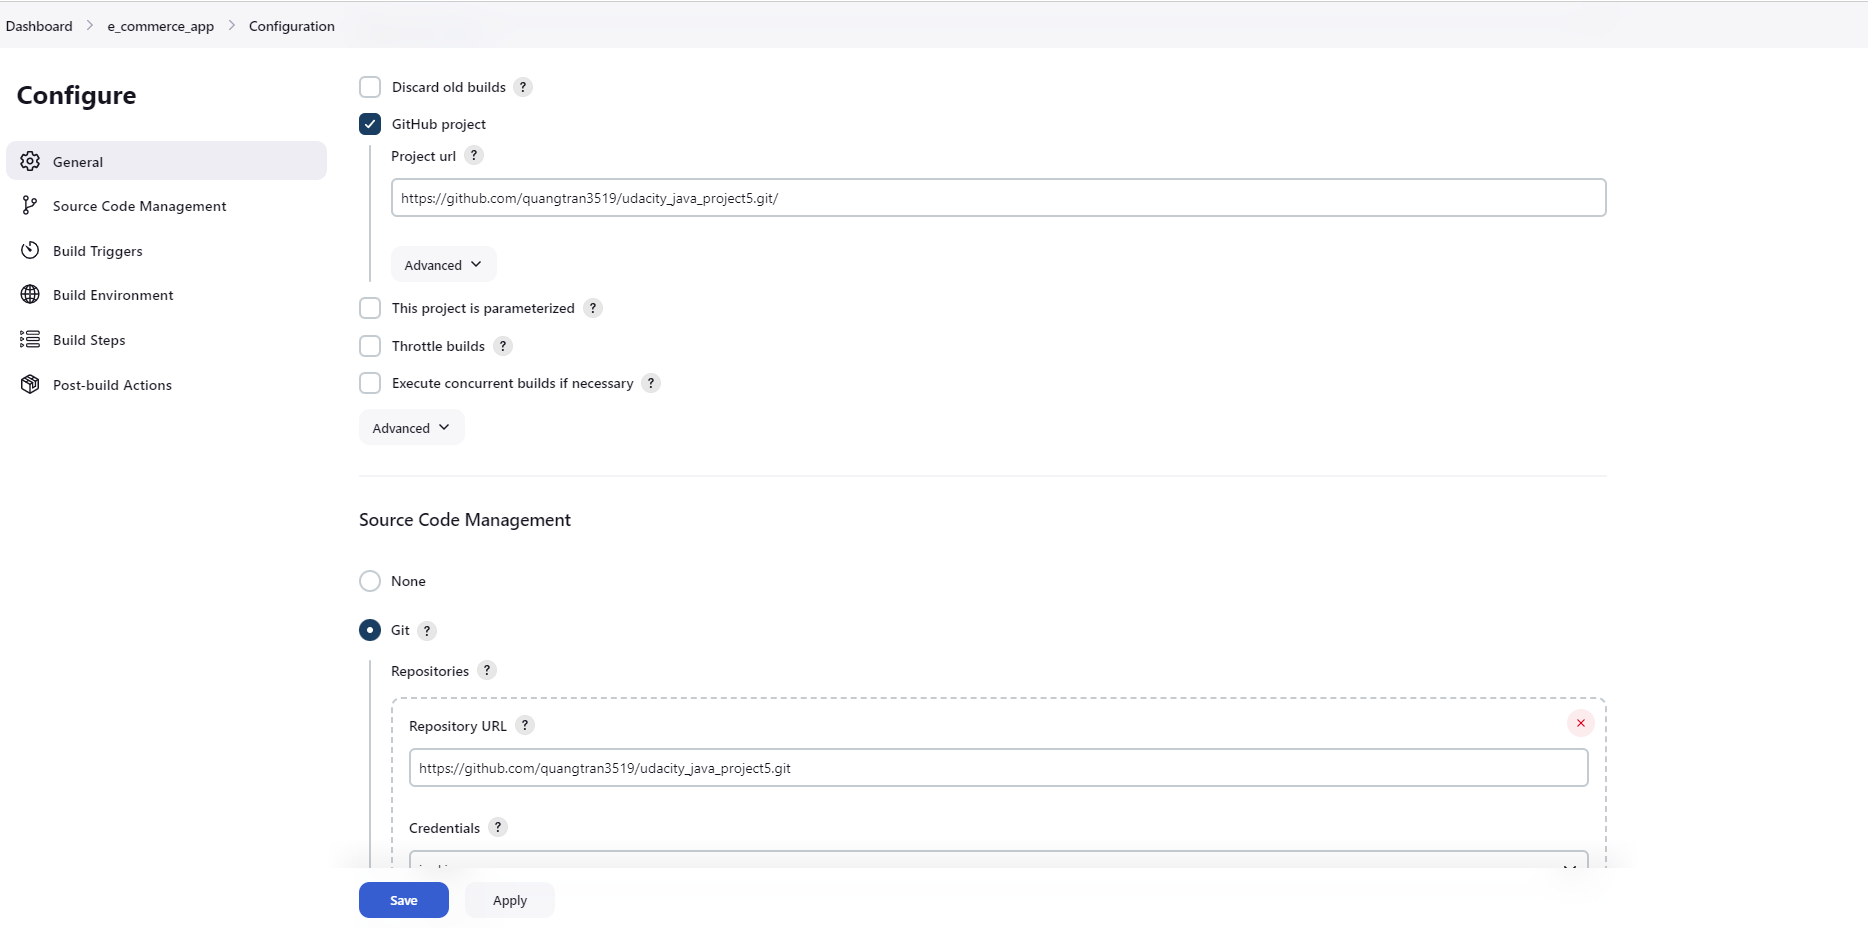 Dashboard > e_commerce_app > Configuration
Configure
General
Source Code Management
Build Triggers
Build Environment
Build Steps
Post-build Actions
Discard old builds ?
GitHub project
Project url ?
https://github.com/quangtran3519/udacity_java_project5.git/
Advanced
This project is parameterized ?
Throttle builds ?
Execute concurrent builds if necessary ?
Advanced
Source Code Management
None
Git ?
Repositories ?
Repository URL ?
https://github.com/quangtran3519/udacity_java_project5.git
Credentials ?
Save
Apply